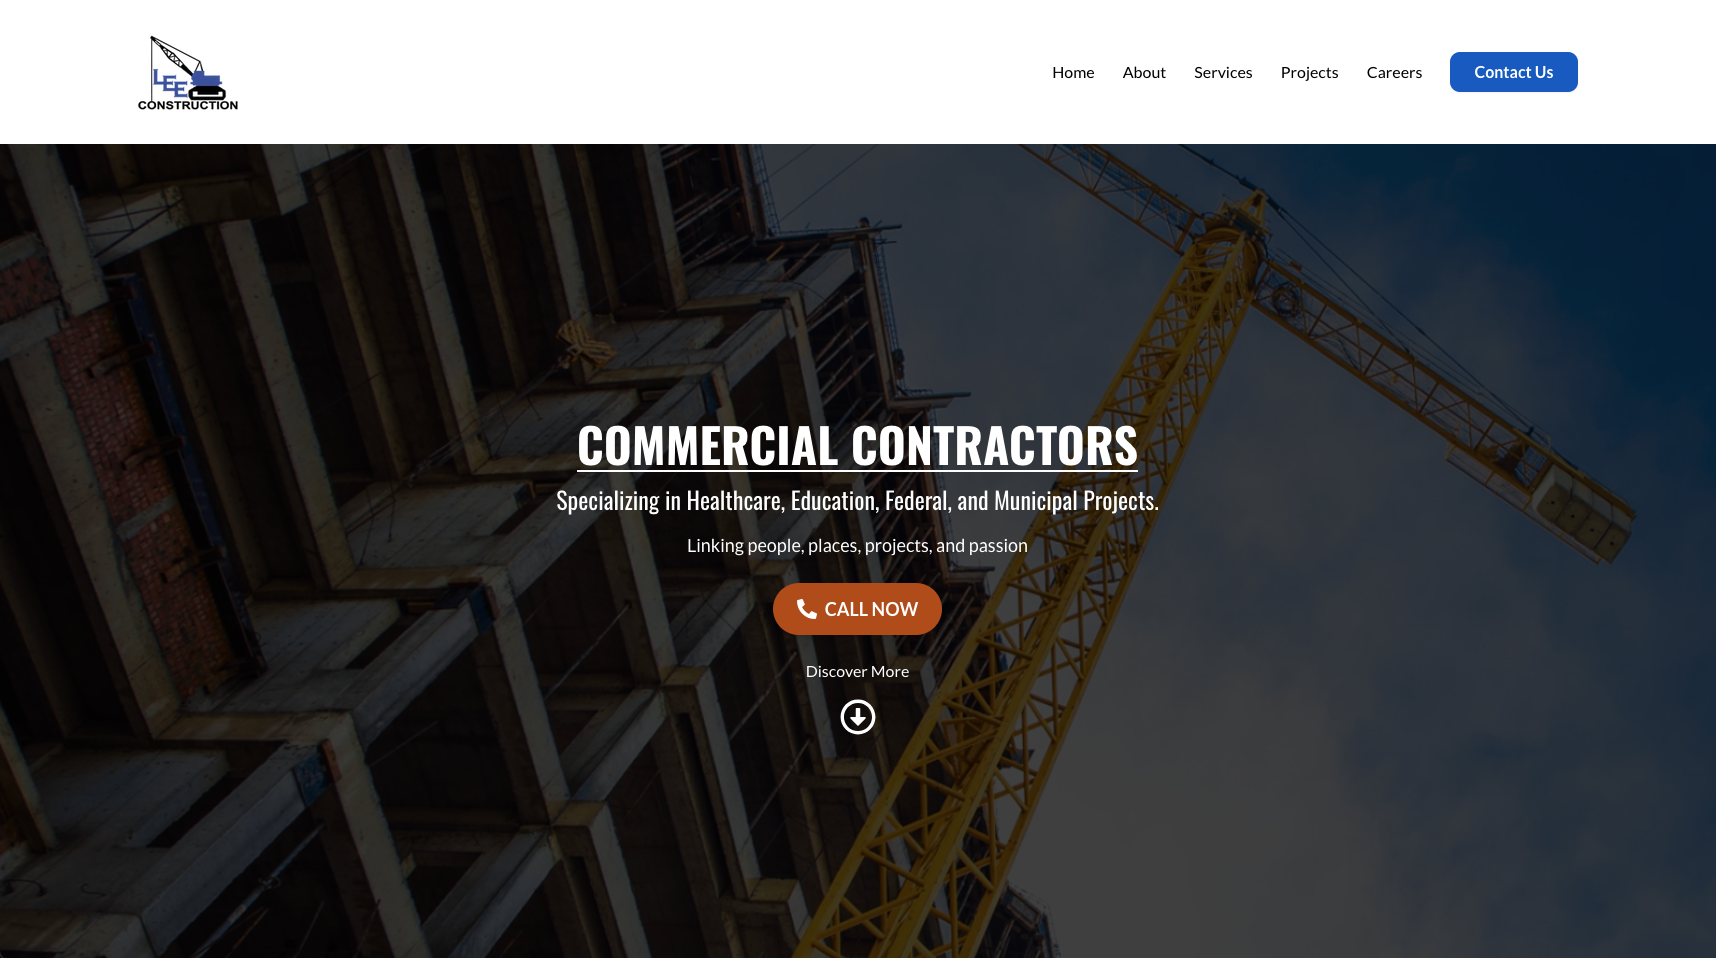 LEE
CONSTRUCTION
Home
About
Services
Projects
Careers
Contact Us
COMMERCIAL CONTRACTORS
Specializing in Healthcare, Education, Federal, and Municipal Projects.
Linking people, places, projects, and passion
CALL NOW
Discover More